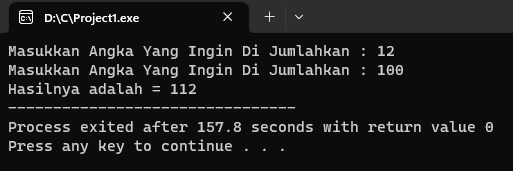 D:\C\Project1.exe
Masukkan Angka Yang Ingin Di Jumlahkan : 12
Masukkan Angka Yang Ingin Di Jumlahkan : 100
Hasilnya adalah = 112
--------------------------------
Process exited after 157.8 seconds with return value 0
Press any key to continue . . .